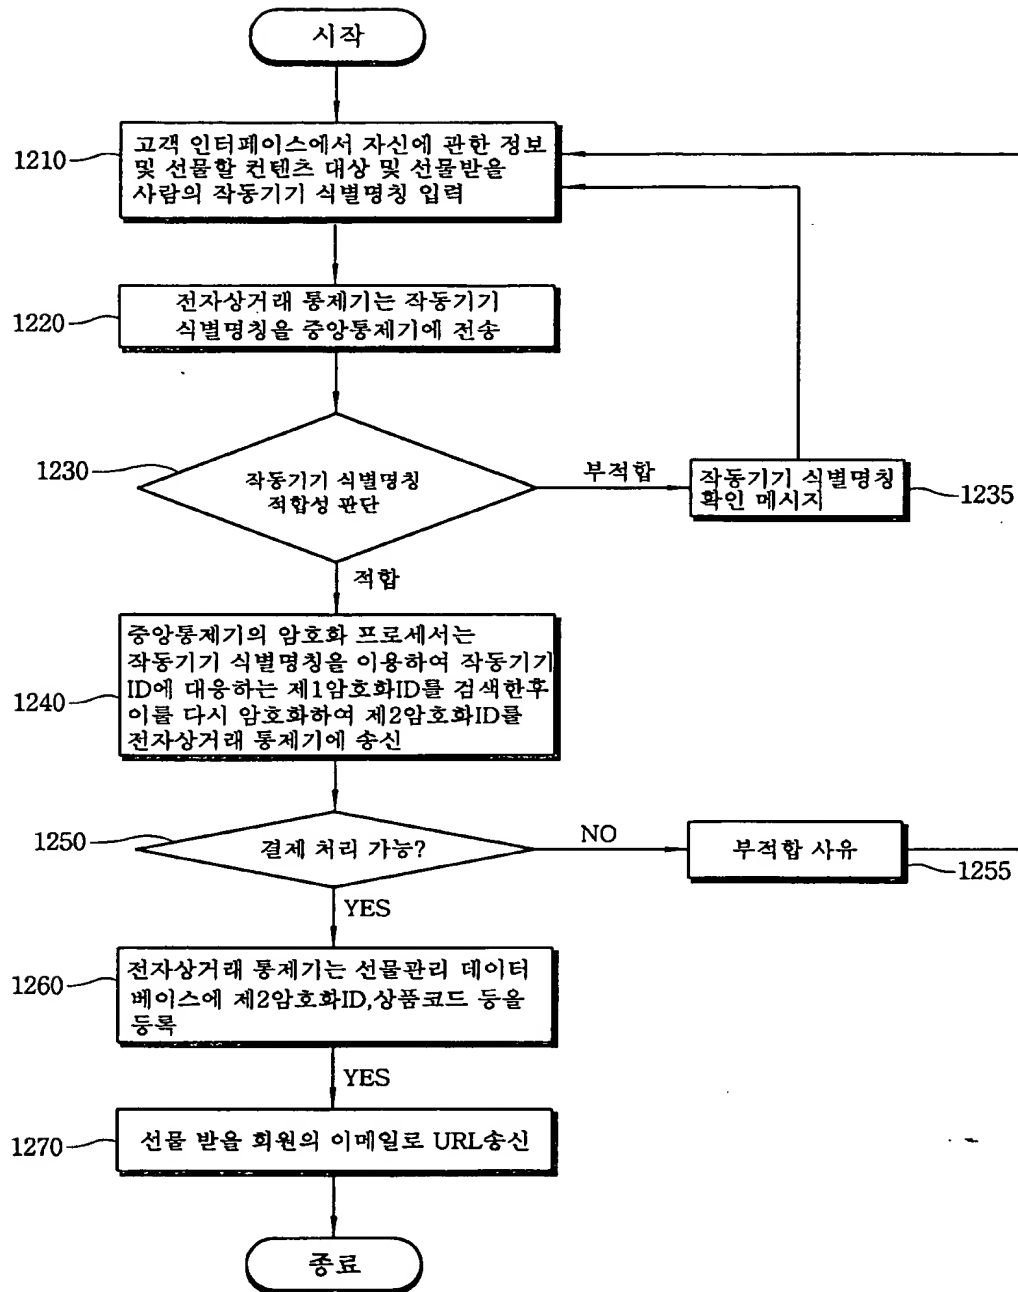 시작
1210
고객 인터페이스에서 자신에 관한 정보
및 선물할 컨텐츠 대상 및 선물받을
사람의 작동기기 식별명칭 입력
1220
전자상거래 통제기는 작동기기
식별명칭을 중앙통제기에 전송
1230
작동기기 식별명칭
적합성 판단
부적합
작동기기 식별명칭
확인 메시지
1235
적합
1240
중앙통제기의 암호화 프로세서는
작동기기 식별명칭을 이용하여 작동기기
ID에 대응하는 제1암호화ID를 검색한후
이를 다시 암호화하여 제2암호화ID를
전자상거래 통제기에 송신
1250
결제 처리 가능?
NO
부적합 사유
1255
YES
1260
전자상거래 통제기는 선물관리 데이터
베이스에 제2암호화ID,상품코드 등을
등록
YES
1270
선물 받을 회원의 이메일로 URL송신
종료